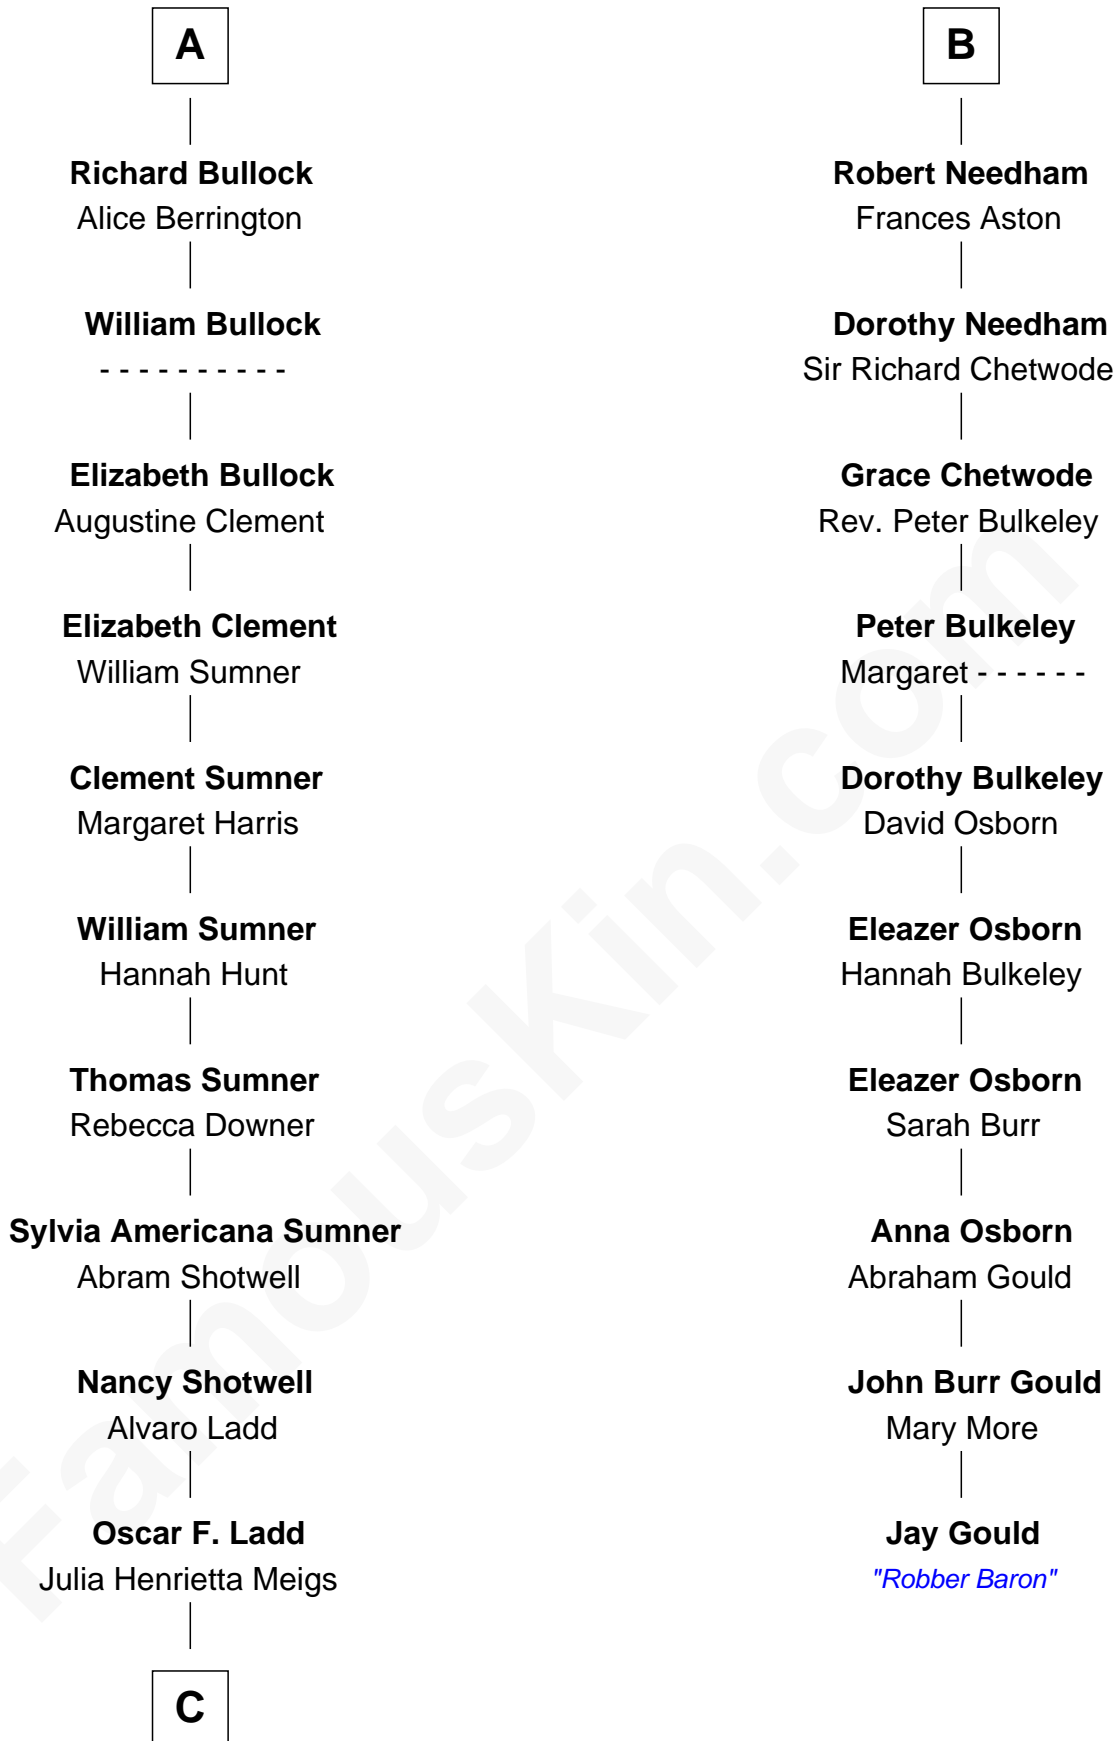 A
Richard Bullock
Alice Berrington
William Bullock
- - - - - - - - - -
Elizabeth Bullock
Augustine Clement
Elizabeth Clement
William Sumner
Clement Sumner
Margaret Harris
William Sumner
Hannah Hunt
Thomas Sumner
Rebecca Downer
Sylvia Americana Sumner
Abram Shotwell
Nancy Shotwell
Alvaro Ladd
Oscar F. Ladd
Julia Henrietta Meigs
C
B
Robert Needham
Frances Aston
Dorothy Needham
Sir Richard Chetwode
Grace Chetwode
Rev. Peter Bulkeley
Peter Bulkeley
Margaret - - - - - -
Dorothy Bulkeley
David Osborn
Eleazer Osborn
Hannah Bulkeley
Eleazer Osborn
Sarah Burr
Anna Osborn
Abraham Gould
John Burr Gould
Mary More
Jay Gould
"Robber Baron"
FamousKin.com